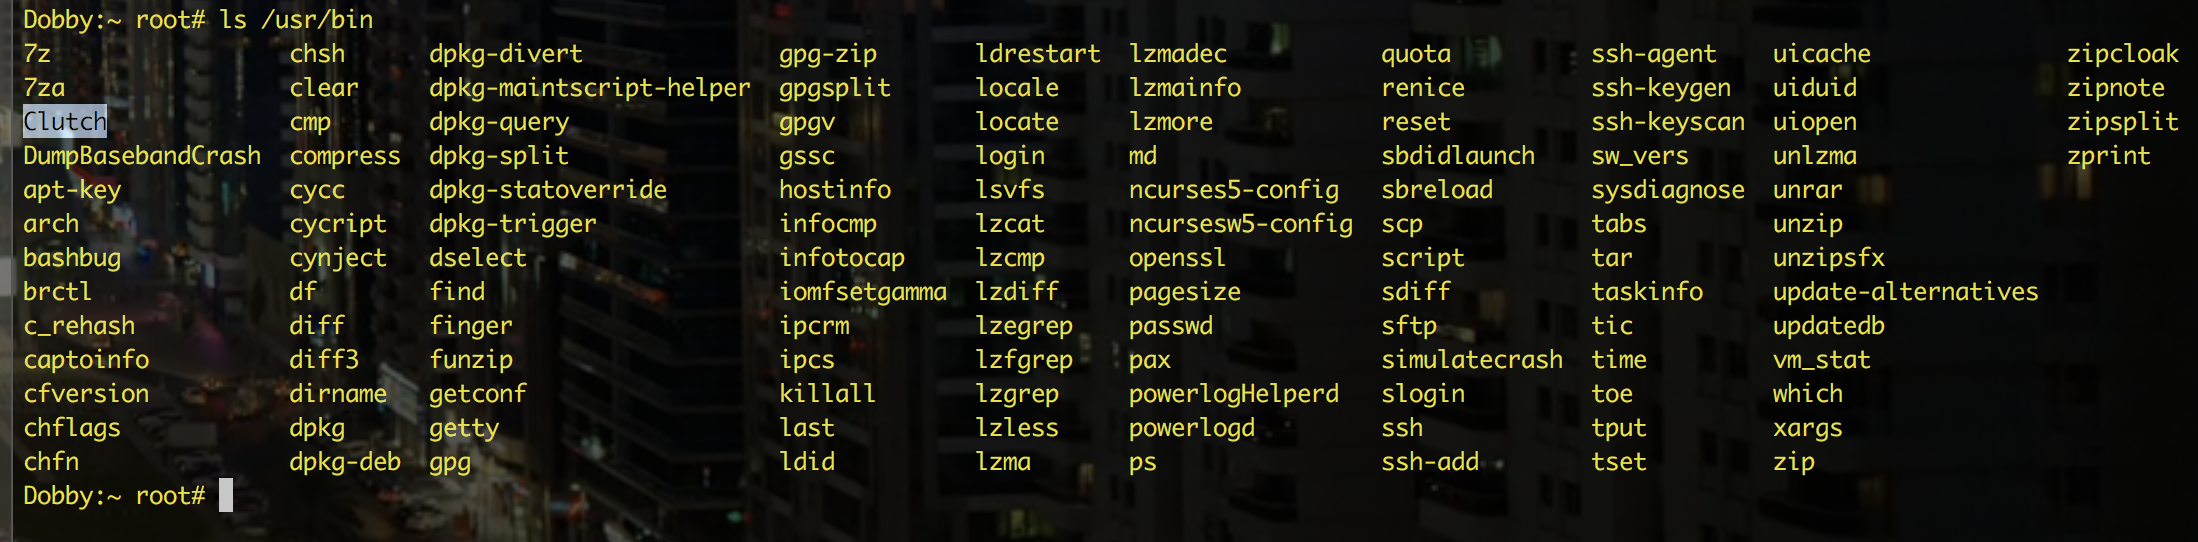 Dobby:~ root# ls /usr/bin
7z chsh dpkg-divert gpg-zip ldrestart lzmadec quota ssh-agent uicache zipcloak
7za clear dpkg-maintscript-helper gpgsplit locale lzmainfo renice ssh-keygen uiduid zipnote
Clutch cmp dpkg-query gpgv locate lzmore reset ssh-keyscan uiopen zipsplit
DumpBasebandCrash compress dpkg-split gssc login md sbdidlaunch sw_vers unlzma zprint
apt-key cycc dpkg-statoverride hostinfo lsvfs ncurses5-config sbreload sysdiagnose unrar
arch cycript dpkg-trigger infocmp lzcat ncursesw5-config scp tabs unzip
bashbug cynject dselect infotocap lzcmp openssl script tar unzipsfx
brctl df find iomfsetgamma lzdiff pagesize sdiff taskinfo update-alternatives
c_rehash diff finger ipcrm lzegrep passwd sftp tic updatedb
captoinfo diff3 funzip ipcs lzfgrep pax simulatecrash time vm_stat
cfversion dirname getconf killall lzgrep powerlogHelperd slogin toe which
chflags dpkg getty last lzless powerlogd ssh tput xargs
chfn dpkg-deb gpg ldid lzma ps ssh-add tset zip
Dobby:~ root#